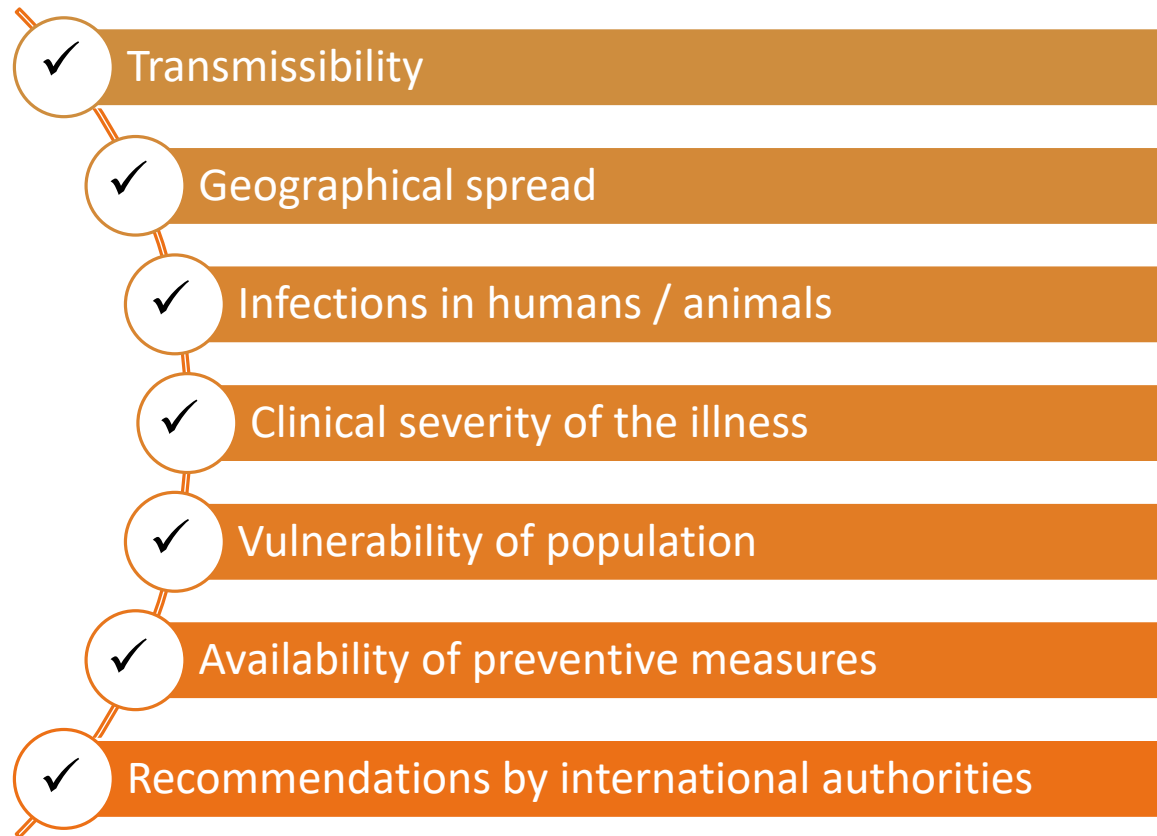 Transmissibility
Geographical spread
Infections in humans / animals
Clinical severity of the illness
Vulnerability of population
Availability of preventive measures
Recommendations by international authorities